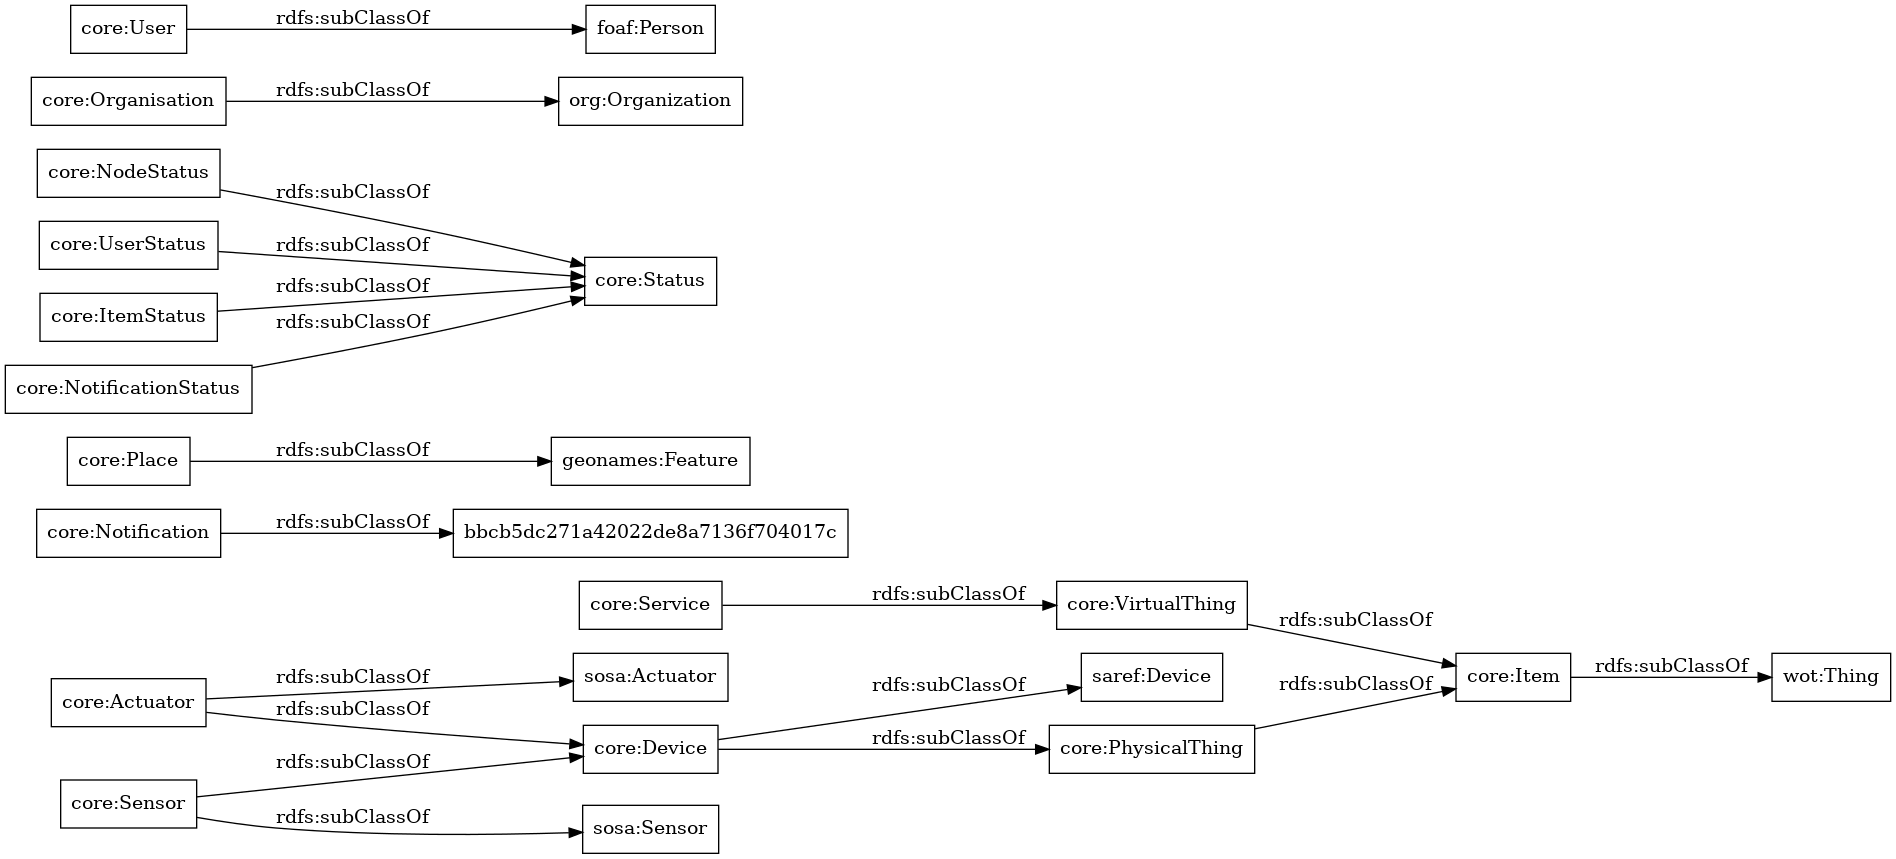 core:User
rdfs:subClassOf
foaf:Person
core:Organisation
rdfs:subClassOf
org:Organization
core:NodeStatus
rdfs:subClassOf
core:UserStatus
rdfs:subClassOf
core:Status
core:ItemStatus
rdfs:subClassOf
core:NotificationStatus
rdfs:subClassOf
core:Place
rdfs:subClassOf
geonames:Feature
core:Notification
rdfs:subClassOf
bbcb5dc271a42022de8a7136f704017c
core:Service
rdfs:subClassOf
core:VirtualThing
rdfs:subClassOf
core:Actuator
rdfs:subClassOf
sosa:Actuator
rdfs:subClassOf
saref:Device
rdfs:subClassOf
core:Item
rdfs:subClassOf
wot:Thing
rdfs:subClassOf
core:Device
rdfs:subClassOf
core:PhysicalThing
core:Sensor
rdfs:subClassOf
rdfs:subClassOf
sosa:Sensor